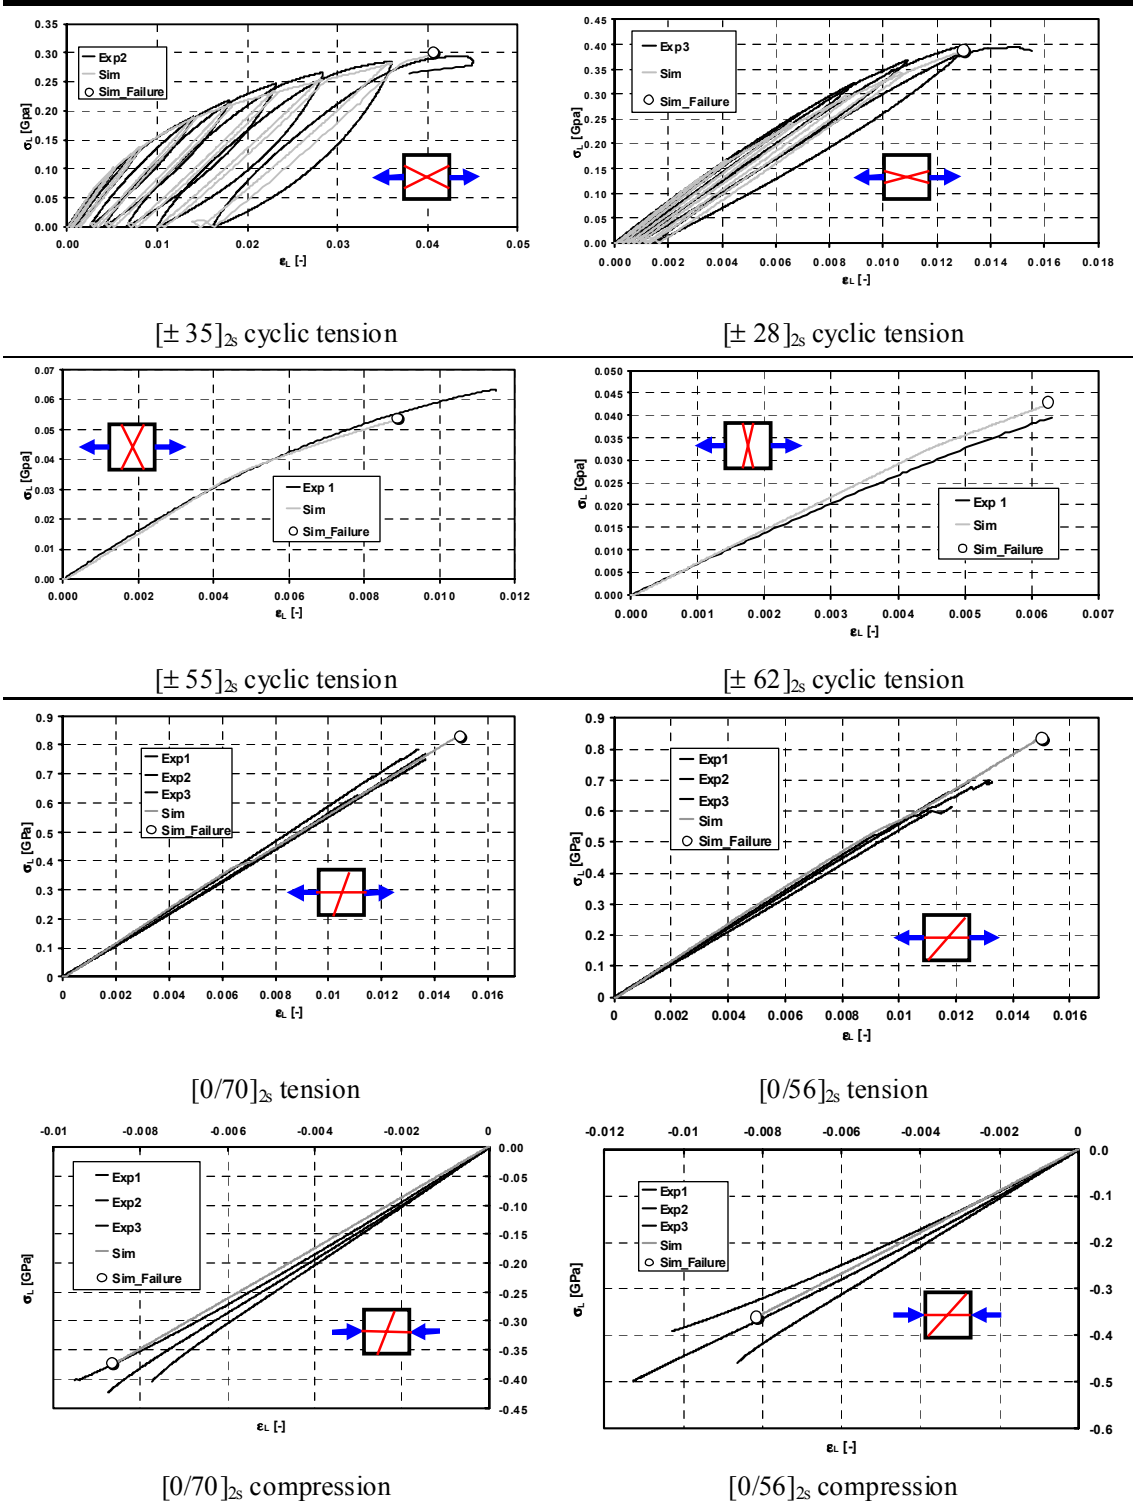 0.35
0.30
0.25
0.20
0.15
0.10
0.05
0.00
σL [Gpa]
Exp2
Sim
Sim_Failure
0.00 0.01 0.02 0.03 0.04 0.05
εL [-]
0.45
0.40
0.35
0.30
0.25
0.20
0.15
0.10
0.05
0.00
σL [Gpa]
Exp3
Sim
Sim_Failure
0.000 0.002 0.004 0.006 0.008 0.010 0.012 0.014 0.016 0.018
εL [-]
[± 35]2s cyclic tension
[± 28]2s cyclic tension
0.07
0.06
0.05
0.04
0.03
0.02
0.01
0.00
σL [Gpa]
Exp 1
Sim
Sim_Failure
0.000 0.002 0.004 0.006 0.008 0.010 0.012
εL [-]
0.050
0.045
0.040
0.035
0.030
0.025
0.020
0.015
0.010
0.005
0.000
σL [Gpa]
Exp 1
Sim
Sim_Failure
0.000 0.001 0.002 0.003 0.004 0.005 0.006 0.007
εL [-]
[± 55]2s cyclic tension
[± 62]2s cyclic tension
0.9
0.8
0.7
0.6
0.5
0.4
0.3
0.2
0.1
0
σL [GPa]
Exp1
Exp2
Exp3
Sim
Sim_Failure
0 0.002 0.004 0.006 0.008 0.01 0.012 0.014 0.016
εL [-]
0.9
0.8
0.7
0.6
0.5
0.4
0.3
0.2
0.1
0
σL [GPa]
Exp1
Exp2
Exp3
Sim
Sim_Failure
0 0.002 0.004 0.006 0.008 0.01 0.012 0.014 0.016
εL [-]
[0/70]2s tension
[0/56]2s tension
-0.01 -0.008 -0.006 -0.004 -0.002 0
0.00
-0.05
-0.10
-0.15
-0.20
-0.25
-0.30
-0.35
-0.40
-0.45
σL [GPa]
Exp1
Exp2
Exp3
Sim
Sim_Failure
εL [-]
-0.012 -0.01 -0.008 -0.006 -0.004 -0.002 0
0.0
-0.1
-0.2
-0.3
-0.4
-0.5
-0.6
σL [GPa]
Exp1
Exp2
Exp3
Sim
Sim_Failure
εL [-]
[0/70]2s compression
[0/56]2s compression